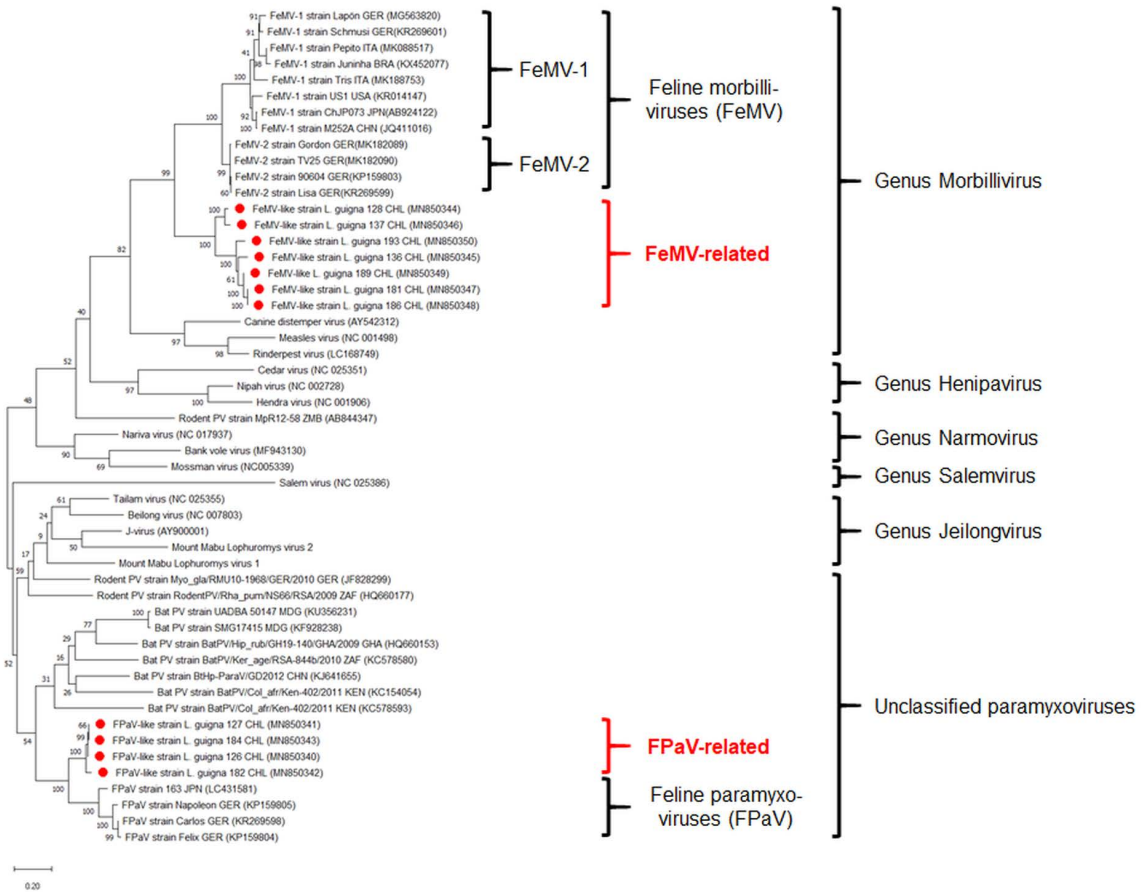 FeMV-1 strain Lapön GER (MG563820)
FeMV-1 strain Schmusi GER(KR269601)
FeMV-1 strain Pepito ITA (MK088517)
FeMV-1 strain Juninha BRA (KX452077)
FeMV-1 strain Tris ITA (MK188753)
FeMV-1 strain US1 USA (KR014147)
FeMV-1 strain ChJP073 JPN(AB924122)
FeMV-1 strain M252A CHN (JQ411016)
FeMV-2 strain Gordon GER(MK182089)
FeMV-2 strain TV25 GER(MK182090)
FeMV-2 strain 90604 GER(KP159803)
FeMV-2 strain Lisa GER(KR269599)
FeMV-like strain L. guigna 128 CHL (MN850344)
FeMV-like strain L. guigna 137 CHL (MN850346)
FeMV-like strain L. guigna 193 CHL (MN850350)
FeMV-like strain L. guigna 136 CHL (MN850345)
FeMV-like L. guigna 189 CHL (MN850349)
FeMV-like strain L. guigna 181 CHL (MN850347)
FeMV-like strain L. guigna 186 CHL (MN850348)
Canine distemper virus (AY542312)
Measles virus (NC 001498)
Rinderpest virus (LC168749)
Cedar virus (NC 025351)
Nipah virus (NC 002728)
Hendra virus (NC 001906)
Rodent PV strain MpR12-58 ZMB (AB844347)
Nariva virus (NC 017937)
Bank vole virus (MF943130)
Mossman virus (NC005339)
Salem virus (NC 025386)
Tailam virus (NC 025355)
Beilong virus (NC 007803)
J-virus (AY900001)
Mount Mabu Lophuromys virus 2
Mount Mabu Lophuromys virus 1
Rodent PV strain Myo_gla/RMU10-1968/GER/2010 GER (JF828299)
Rodent PV strain RodentPV/Rha_pum/NS66/RSA/2009 ZAF (HQ660177)
Bat PV strain UADBA 50147 MDG (KU356231)
Bat PV strain SMG17415 MDG (KF928238)
Bat PV strain BatPV/Hip_rub/GH19-140/GHA/2009 GHA (HQ660153)
Bat PV strain BatPV/Ker_age/RSA-844b/2010 ZAF (KC578580)
Bat PV strain BtHp-ParaV/GD2012 CHN (KJ641655)
Bat PV strain BatPV/Col_afr/Ken-402/2011 KEN (KC154054)
Bat PV strain BatPV/Col_afr/Ken-402/2011 KEN (KC578593)
FPaV-like strain L. guigna 127 CHL (MN850341)
FPaV-like strain L. guigna 184 CHL (MN850343)
FPaV-like strain L. guigna 126 CHL (MN850340)
FPaV-like strain L. guigna 182 CHL (MN850342)
FPaV strain 163 JPN (LC431581)
FPaV strain Napoleon GER (KP159805)
FPaV strain Carlos GER (KR269598)
FPaV strain Felix GER (KP159804)
91
91
41
98
100
92
100
100
99
60
99
100
100
100
61
100
82
97
98
40
97
100
52
48
90
69
61
24
9
50
17
59
52
100
77
29
16
26
31
54
66
99
100
100
100
99
0.20
FeMV-1
FeMV-2
Feline morbilli-
viruses (FeMV)
FeMV-related
FPaV-related
Feline paramyxo-
viruses (FPaV)
Genus Morbillivirus
Genus Henipavirus
Genus Narmovirus
Genus Salemvirus
Genus Jeilongvirus
Unclassified paramyxoviruses